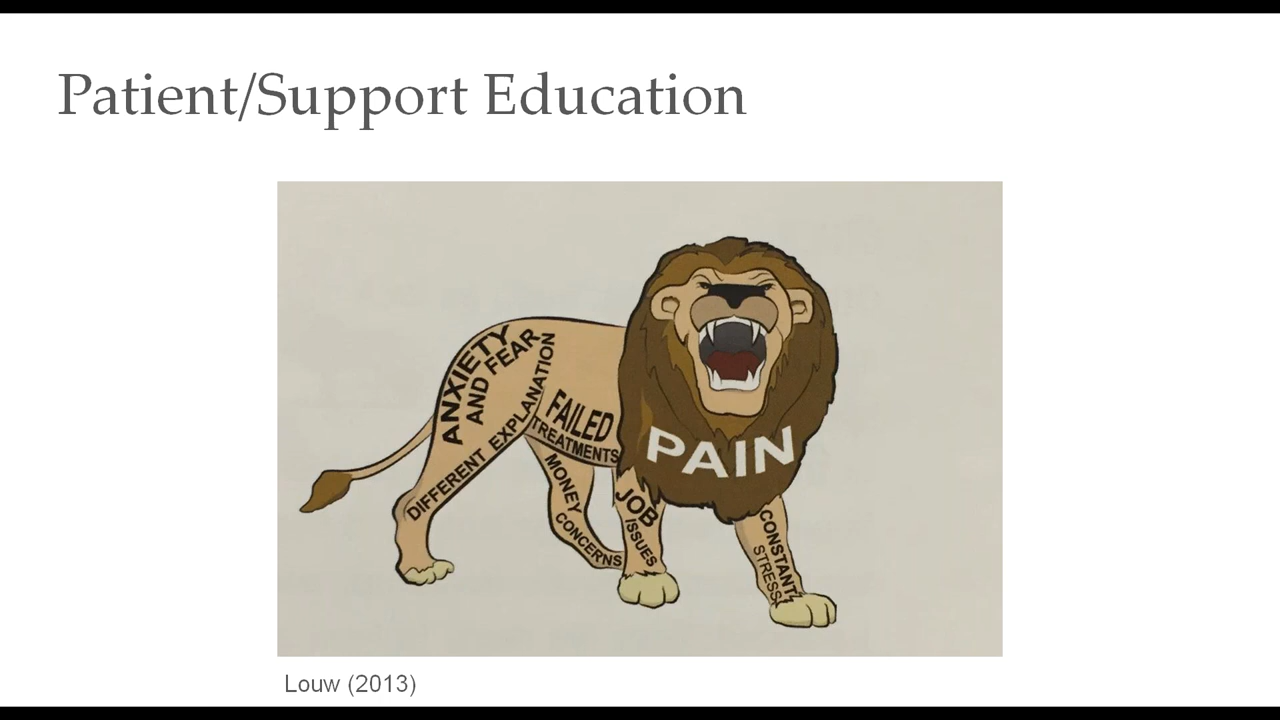 Patient/Support Education
ANXIETY
AND FEAR
DIFFERENT EXPLANATION
FAILED
TREATMENTS
MONEY
CONCERNS
JOB
ISSUES
PAIN
CONSTANT
STRESS
Louw (2013)